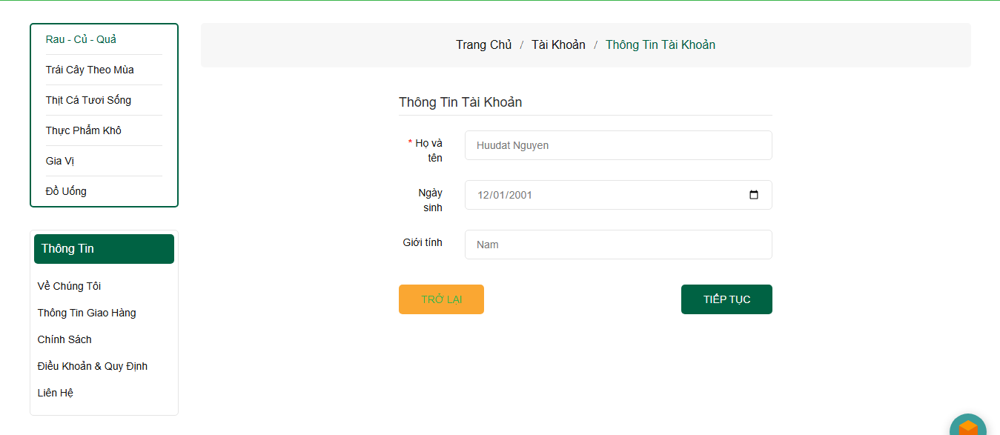 Rau - Củ - Quả
Trái Cây Theo Mùa
Thịt Cá Tươi Sống
Thực Phẩm Khô
Gia Vị
Đồ Uống
Thông Tin
Về Chúng Tôi
Thông Tin Giao Hàng
Chính Sách
Điều Khoản & Quy Định
Liên Hệ
Trang Chủ / Tài Khoản / Thông Tin Tài Khoản
Thông Tin Tài Khoản
* Họ và
tên
Huudat Nguyen
Ngày
sinh
12/01/2001
Giới tính
Nam
TRỞ LẠI
TIẾP TỤC